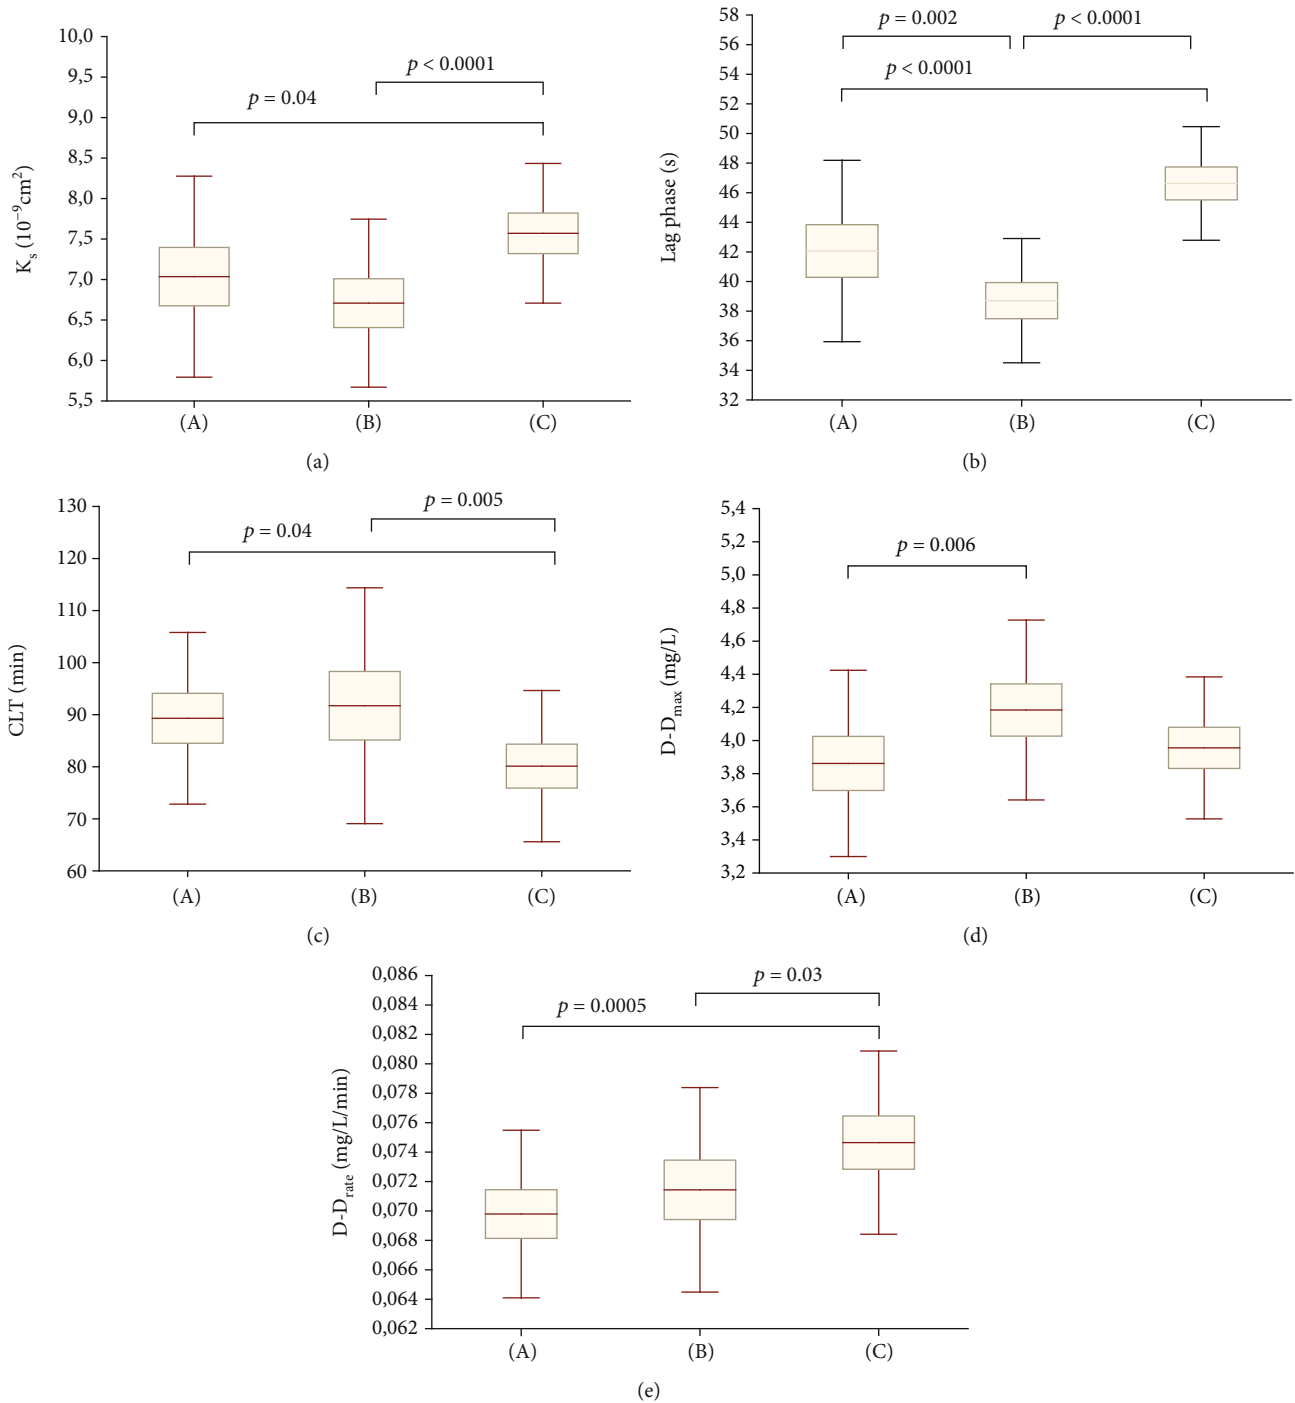 10,0
9,5
9,0
8,5
8,0
7,5
7,0
6,5
6,0
5,5
K_s (10^−9 cm^2)
p = 0.04
p < 0.0001
(A) (B) (C)
(a)
58
56
54
52
50
48
46
44
42
40
38
36
34
32
Lag phase (s)
p = 0.002
p < 0.0001
p < 0.0001
(A) (B) (C)
(b)
130
120
110
100
90
80
70
60
CLT (min)
p = 0.005
p = 0.04
(A) (B) (C)
(c)
5,4
5,2
5,0
4,8
4,6
4,4
4,2
4,0
3,8
3,6
3,4
3,2
D-D_max (mg/L)
p = 0.006
(A) (B) (C)
(d)
0,086
0,084
0,082
0,080
0,078
0,076
0,074
0,072
0,070
0,068
0,066
0,064
0,062
D-D_rate (mg/L/min)
p = 0.03
p = 0.0005
(A) (B) (C)
(e)